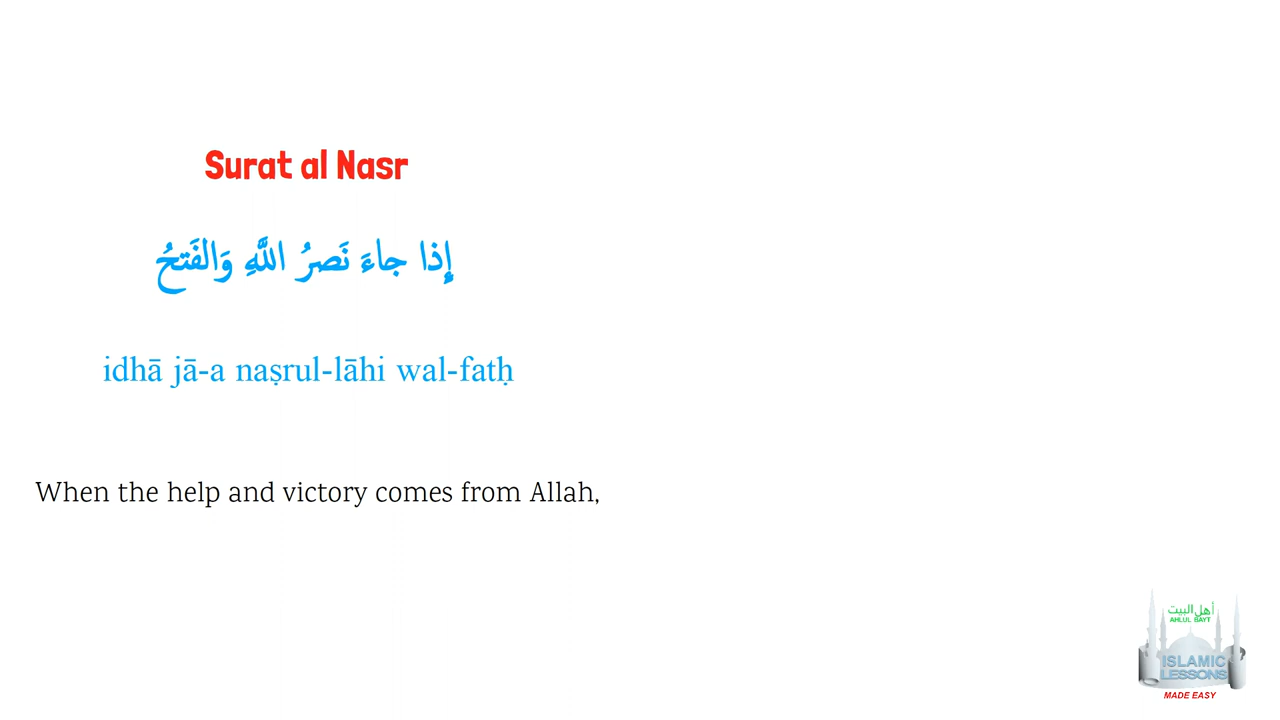 Surat al Nasr
إِذا جاءَ نَصرُ اللَّهِ وَالفَتحُ
idhā jā-a naṣrul-lāhi wal-fatḥ
When the help and victory comes from Allah,
أهل البيت
AHLUL BAYT
ISLAMIC
LESSONS
MADE EASY